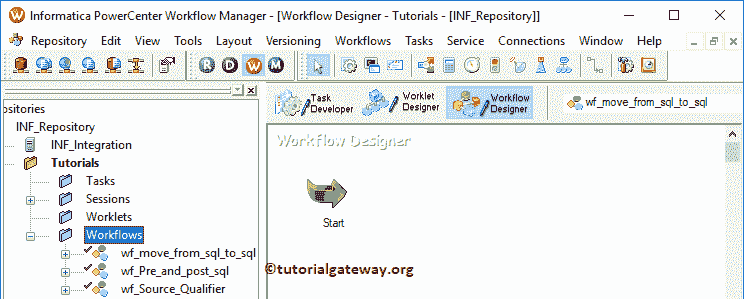 Informatica PowerCenter Workflow Manager - [Workflow Designer - Tutorials - [INF_Repository]]
Repository Edit View Tools Layout Versioning Workflows Tasks Service Connections Window Help
R D W M
Task Developer
Worklet Designer
Workflow Designer
wf_move_from_sql_to_sql
ositories
INF_Repository
INF_Integration
Tutorials
Tasks
Sessions
Worklets
Workflows
wf_move_from_sql_to_sql
wf_Pre_and_post_sql
wf_Source_Qualifier
Workflow Designer
Start
©tutorialgateway.org